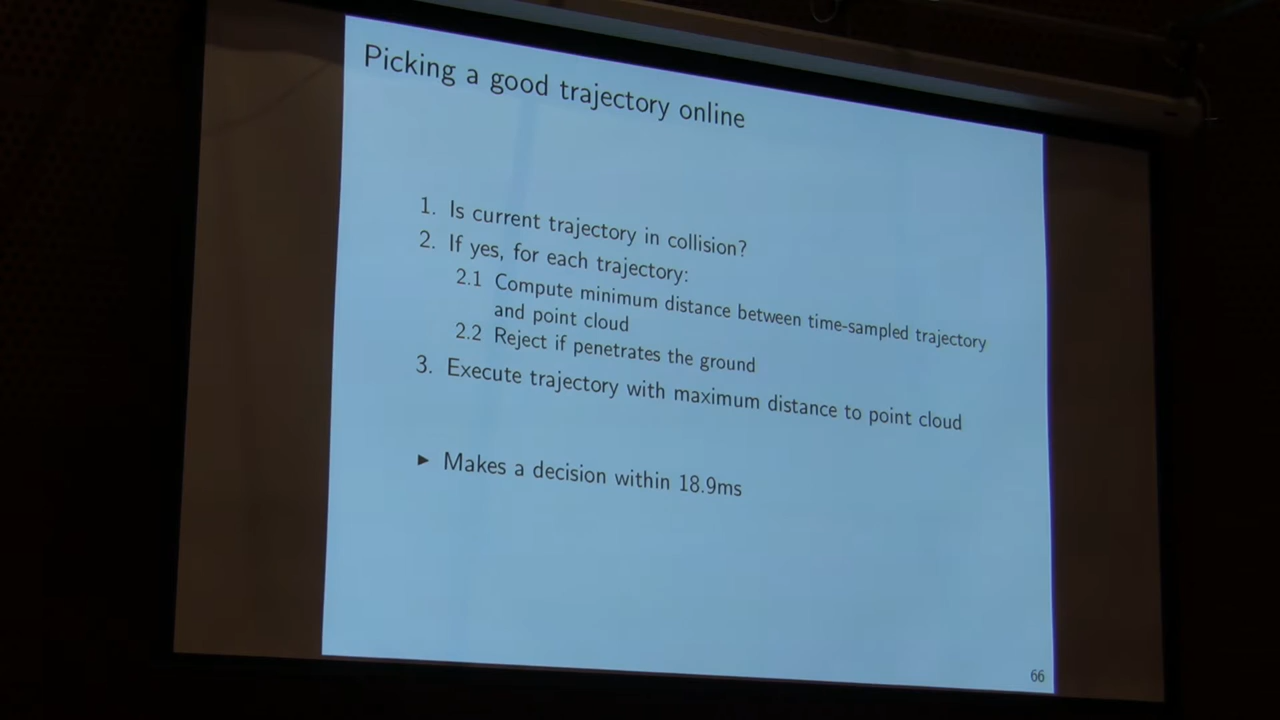 Picking a good trajectory online
1. Is current trajectory in collision?
2. If yes, for each trajectory:
2.1 Compute minimum distance between time-sampled trajectory
and point cloud
2.2 Reject if penetrates the ground
3. Execute trajectory with maximum distance to point cloud
▶ Makes a decision within 18.9ms
66